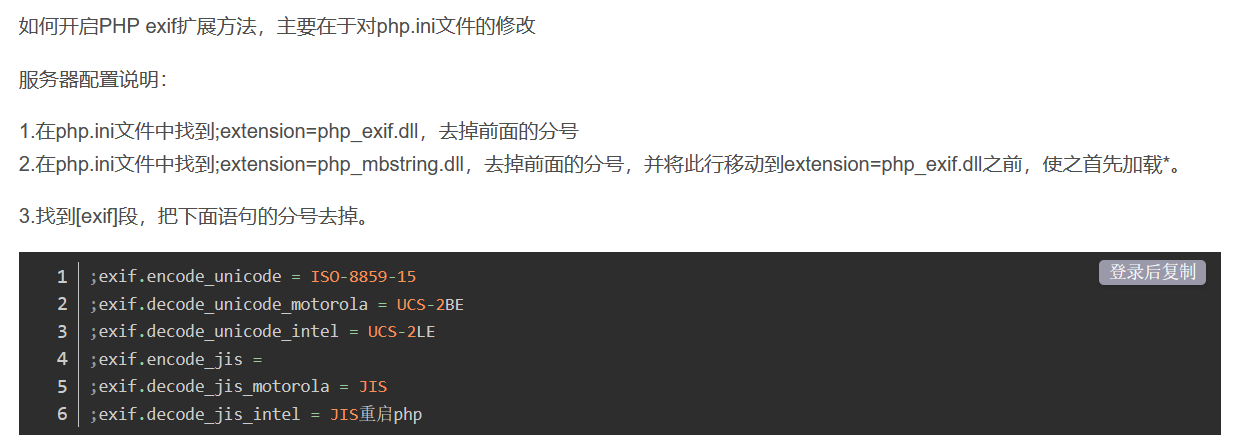 如何开启PHP exif扩展方法，主要在于对php.ini文件的修改
服务器配置说明：
1.在php.ini文件中找到;extension=php_exif.dll，去掉前面的分号
2.在php.ini文件中找到;extension=php_mbstring.dll，去掉前面的分号，并将此行移动到extension=php_exif.dll之前，使之首先加载*。
3.找到[exif]段，把下面语句的分号去掉。
登录后复制
1 ;exif.encode_unicode = ISO-8859-15
2 ;exif.decode_unicode_motorola = UCS-2BE
3 ;exif.decode_unicode_intel = UCS-2LE
4 ;exif.encode_jis =
5 ;exif.decode_jis_motorola = JIS
6 ;exif.decode_jis_intel = JIS重启php